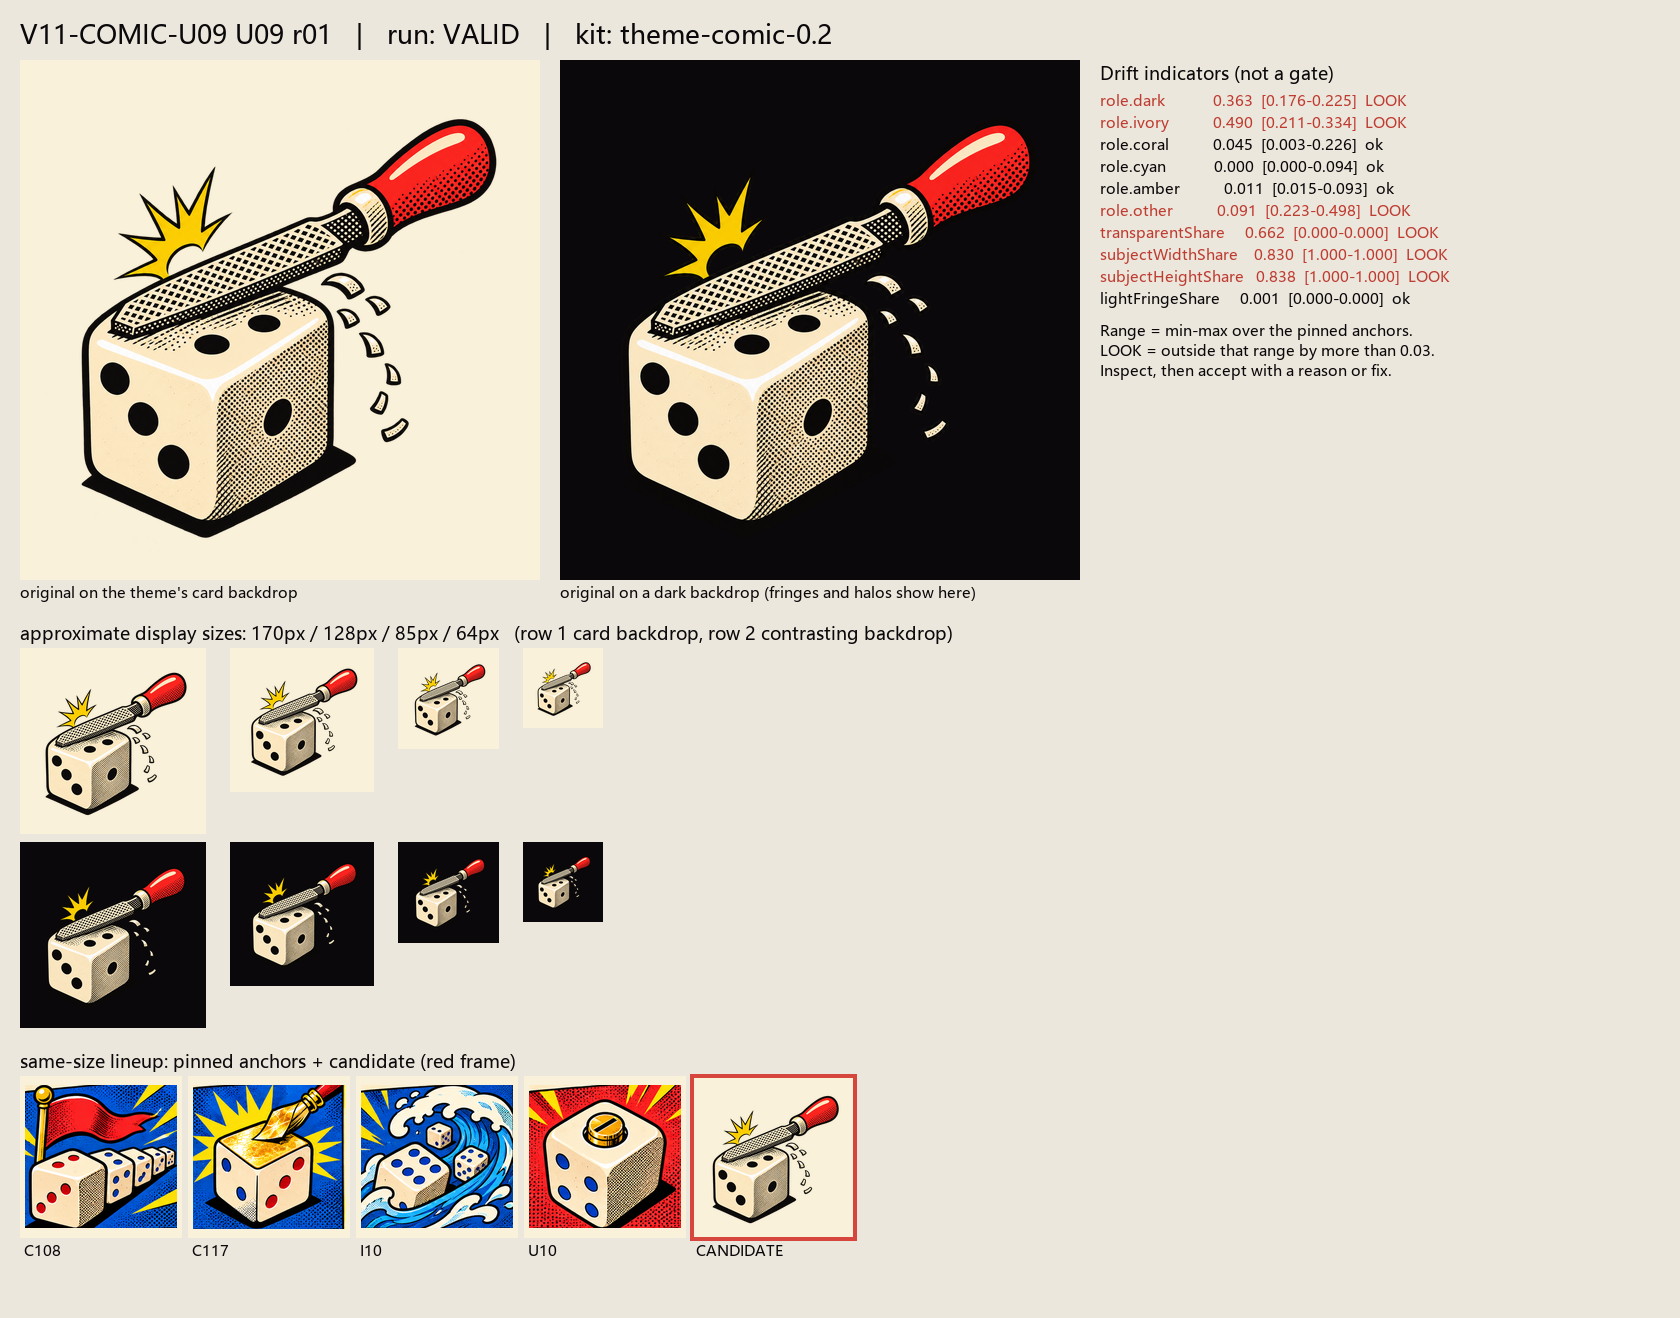 V11-COMIC-U09 U09 r01   |   run: VALID   |   kit: theme-comic-0.2
Drift indicators (not a gate)
role.dark 0.363 [0.176-0.225] LOOK
role.ivory 0.490 [0.211-0.334] LOOK
role.coral 0.045 [0.003-0.226] ok
role.cyan 0.000 [0.000-0.094] ok
role.amber 0.011 [0.015-0.093] ok
role.other 0.091 [0.223-0.498] LOOK
transparentShare 0.662 [0.000-0.000] LOOK
subjectWidthShare 0.830 [1.000-1.000] LOOK
subjectHeightShare 0.838 [1.000-1.000] LOOK
lightFringeShare 0.001 [0.000-0.000] ok
Range = min-max over the pinned anchors.
LOOK = outside that range by more than 0.03.
Inspect, then accept with a reason or fix.
original on the theme's card backdrop
original on a dark backdrop (fringes and halos show here)
approximate display sizes: 170px / 128px / 85px / 64px   (row 1 card backdrop, row 2 contrasting backdrop)
same-size lineup: pinned anchors + candidate (red frame)
C108
C117
I10
U10
CANDIDATE